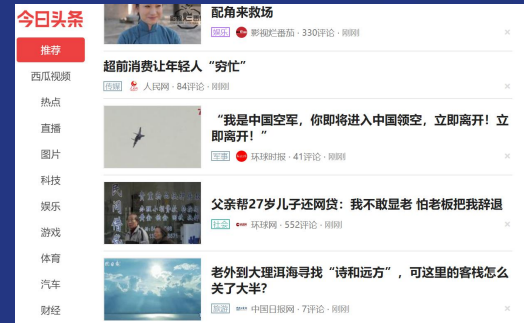 今日头条
推荐
西瓜视频
热点
直播
图片
科技
娱乐
游戏
体育
汽车
财经
配角来救场
娱乐 影视烂番茄 · 330评论 · 刚刚
超前消费让年轻人“穷忙”
传媒 人民网 · 84评论 · 刚刚
“我是中国空军，你即将进入中国领空，立即离开！立
即离开！”
军事 环球时报 · 41评论 · 刚刚
父亲帮27岁儿子还网贷：我不敢显老 怕老板把我辞退
社会 环球网 · 552评论 · 刚刚
老外到大理洱海寻找“诗和远方”，可这里的客栈怎么
关了大半？
旅游 中国日报网 · 7评论 · 刚刚